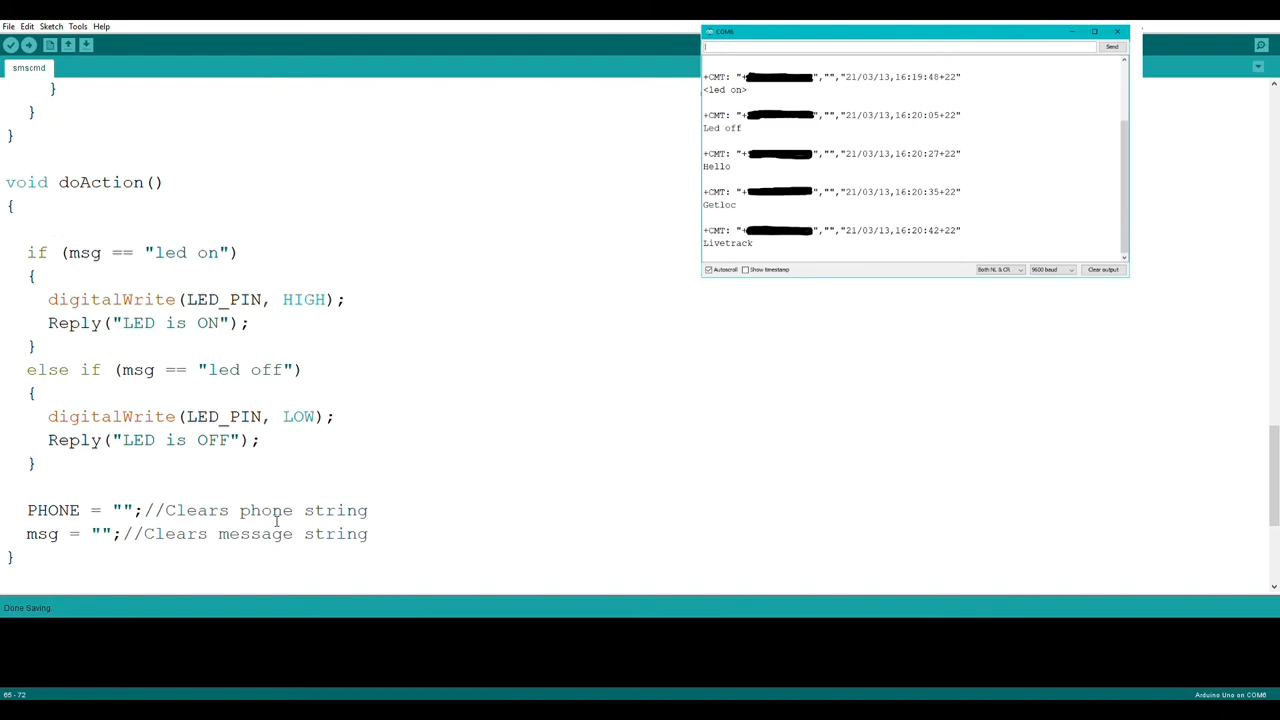 File Edit Sketch Tools Help
smscmd
}
}
}
void doAction()
{
if (msg == "led on")
{
digitalWrite(LED_PIN, HIGH);
Reply("LED is ON");
}
else if (msg == "led off")
{
digitalWrite(LED_PIN, LOW);
Reply("LED is OFF");
}
PHONE = "";//Clears phone string
msg = "";//Clears message string
}
COM6
Send
+CMT: "+ ","","21/03/13,16:19:48+22"
<led on>
+CMT: "+ ","","21/03/13,16:20:05+22"
Led off
+CMT: "+ ","","21/03/13,16:20:27+22"
Hello
+CMT: "+ ","","21/03/13,16:20:35+22"
Getloc
+CMT: "+ ","","21/03/13,16:20:42+22"
Livetrack
Autoscroll Show timestamp Both NL & CR 9600 baud Clear output
Done Saving.
65 - 72 Arduino Uno on COM6